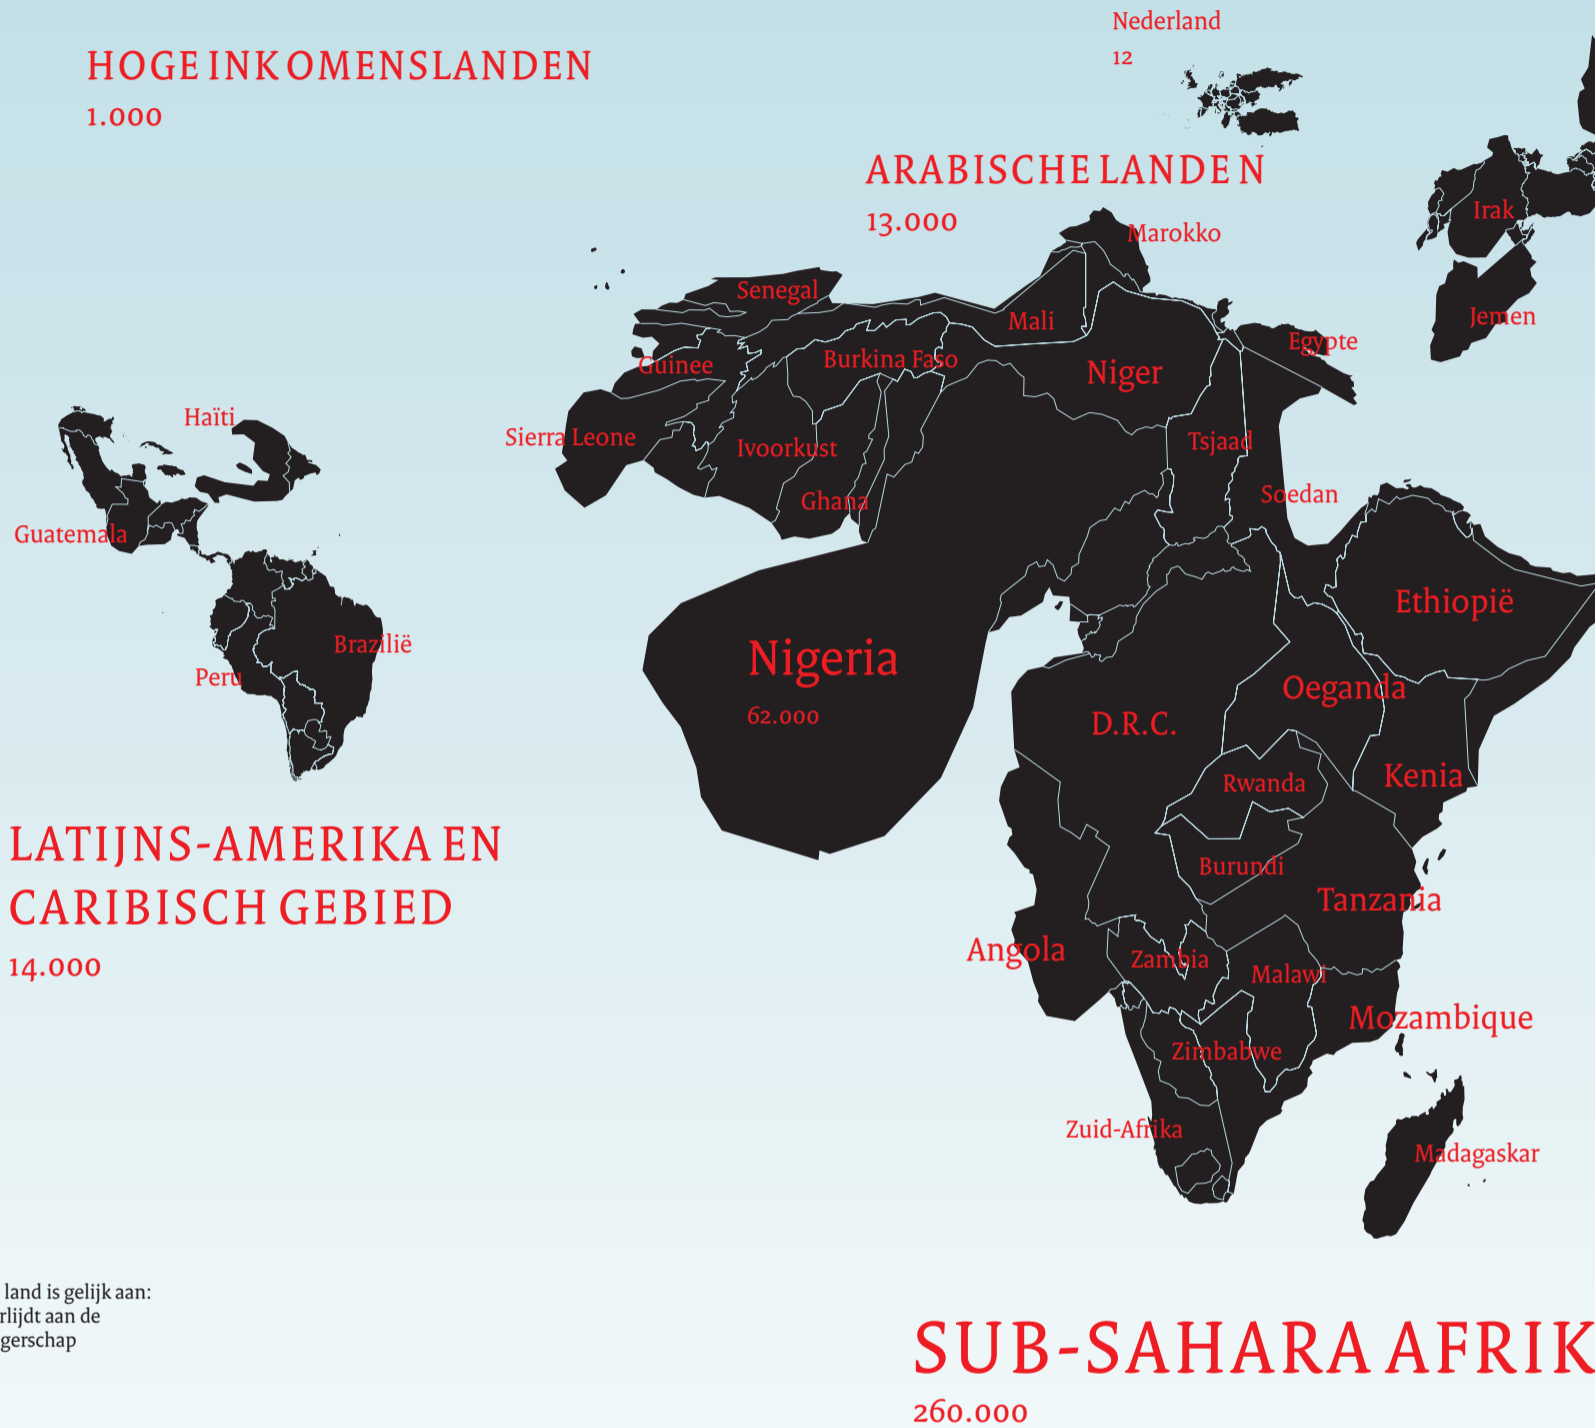 Nederland
12
HOGE INKOMENSLANDEN
1.000
ARABISCHE LANDEN
13.000
Marokko
Irak
Senegal
Mali
Jemen
Egypte
Guinee
Burkina Faso
Niger
Haïti
Sierra Leone
Ivoorkust
Tsjaad
Ghana
Soedan
Guatemala
Ethiopië
Brazilië
Nigeria
62.000
Peru
Oeganda
D.R.C.
Rwanda
Kenia
LATIJNS-AMERIKA EN
CARIBISCH GEBIED
14.000
Burundi
Tanzania
Angola
Zambia
Malawi
Mozambique
Zimbabwe
Zuid-Afrika
Madagaskar
land is gelijk aan:
rlijdt aan de
gerschap
SUB-SAHARA AFRIK
260.000